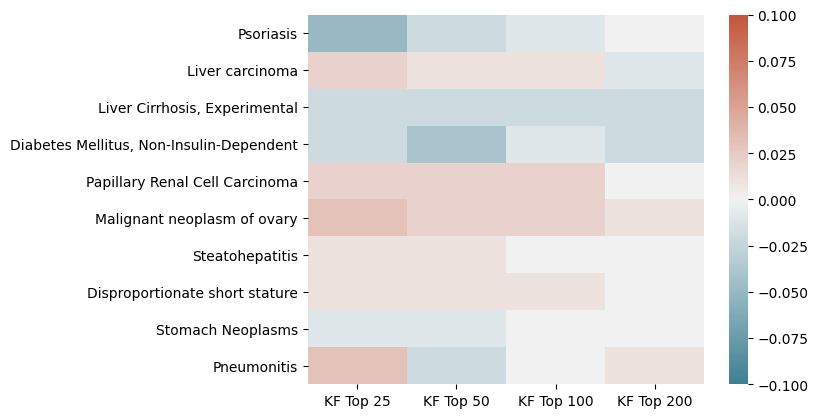 Psoriasis
Liver carcinoma
Liver Cirrhosis, Experimental
Diabetes Mellitus, Non-Insulin-Dependent
Papillary Renal Cell Carcinoma
Malignant neoplasm of ovary
Steatohepatitis
Disproportionate short stature
Stomach Neoplasms
Pneumonitis
KF Top 25
KF Top 50
KF Top 100
KF Top 200
0.100
0.075
0.050
0.025
0.000
−0.025
−0.050
−0.075
−0.100